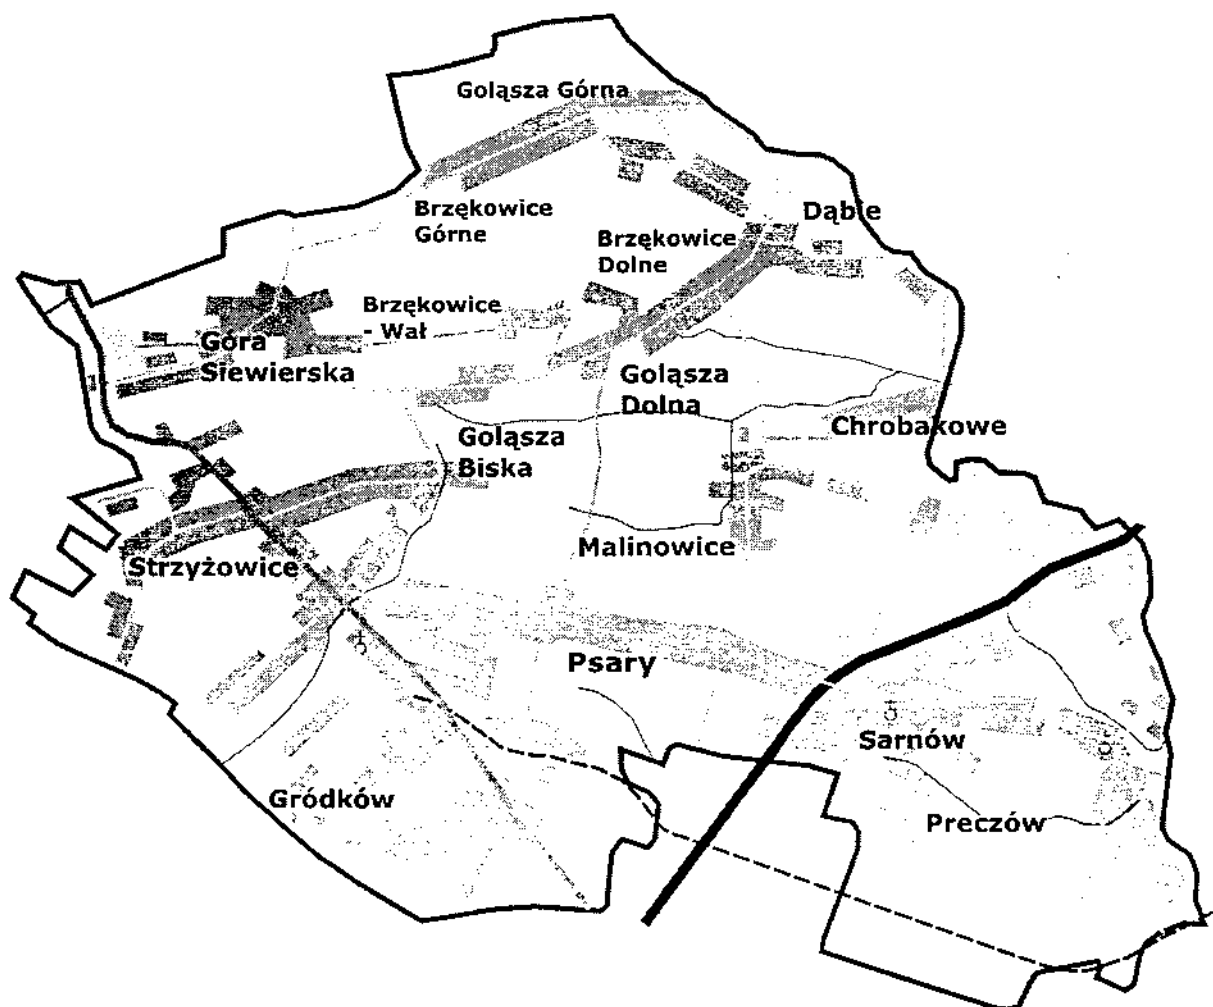 Goląsza Górna
Brzękowice
Górne
Dąbie
Brzękowice
Dolne
Brzękowice
- Wał
Góra
Siewierska
Goląsza
Dolna
Chrobakowe
Goląsza
Biska
Malinowice
Strzyżowice
Psary
Sarnów
Gródków
Preczów